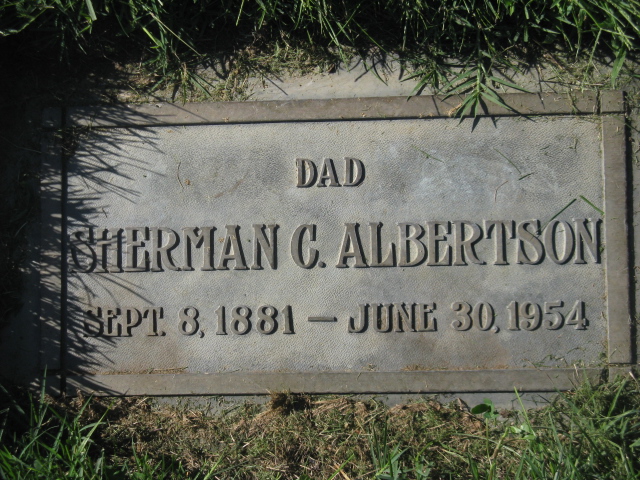 DAD
SHERMAN C. ALBERTSON
SEPT. 8, 1881 — JUNE 30, 1954